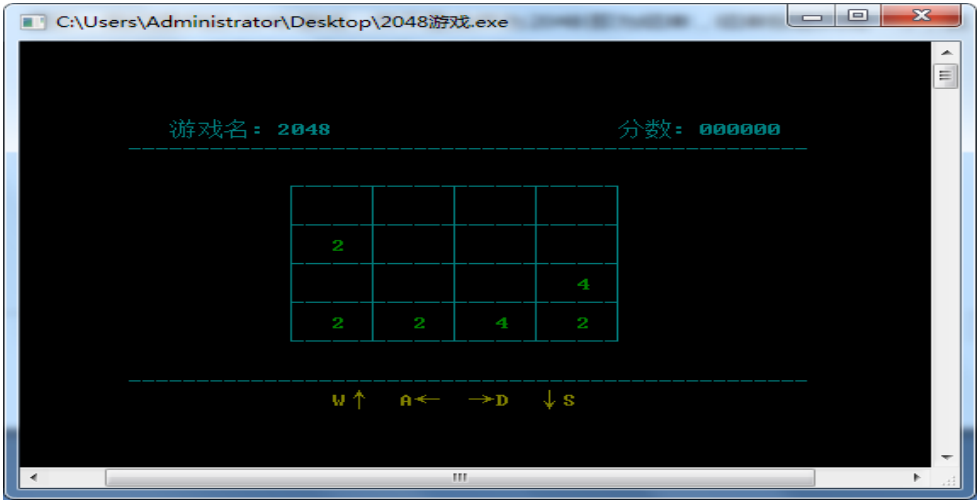 C:\Users\Administrator\Desktop\2048游戏.exe
游戏名: 2048 分数: 000000
2
4
2 2 4 2
W↑ A← →D ↓S